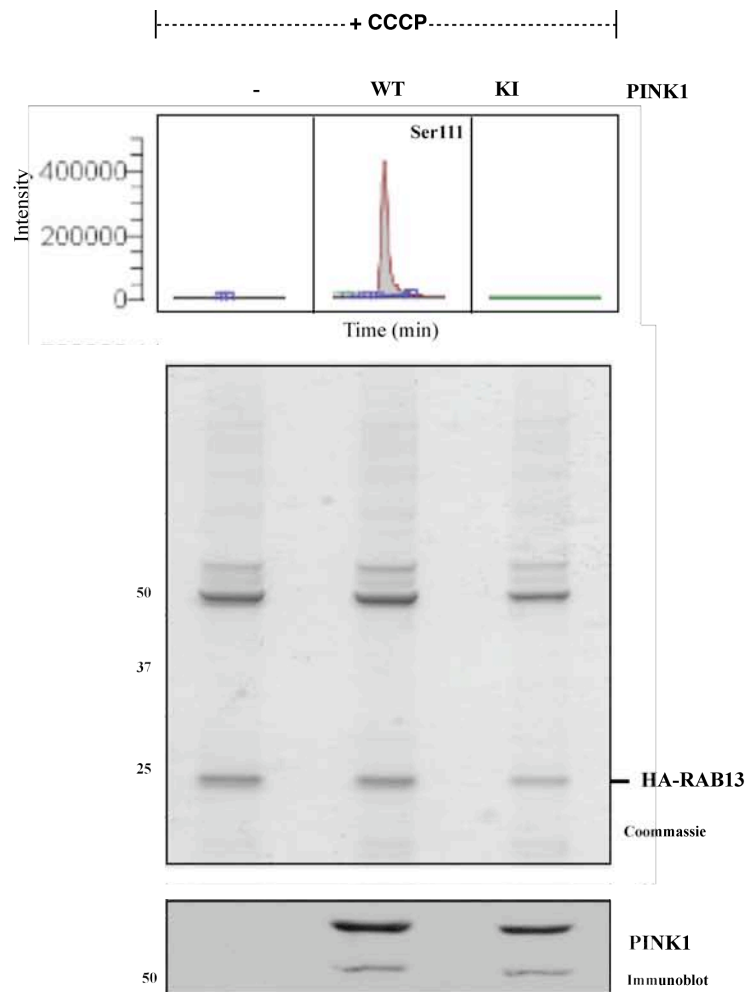 + CCCP
- WT KI PINK1
Ser111
Intensity
400000
200000
0
Time (min)
50
37
25
HA-RAB13
Coommassie
PINK1
50
Immunoblot